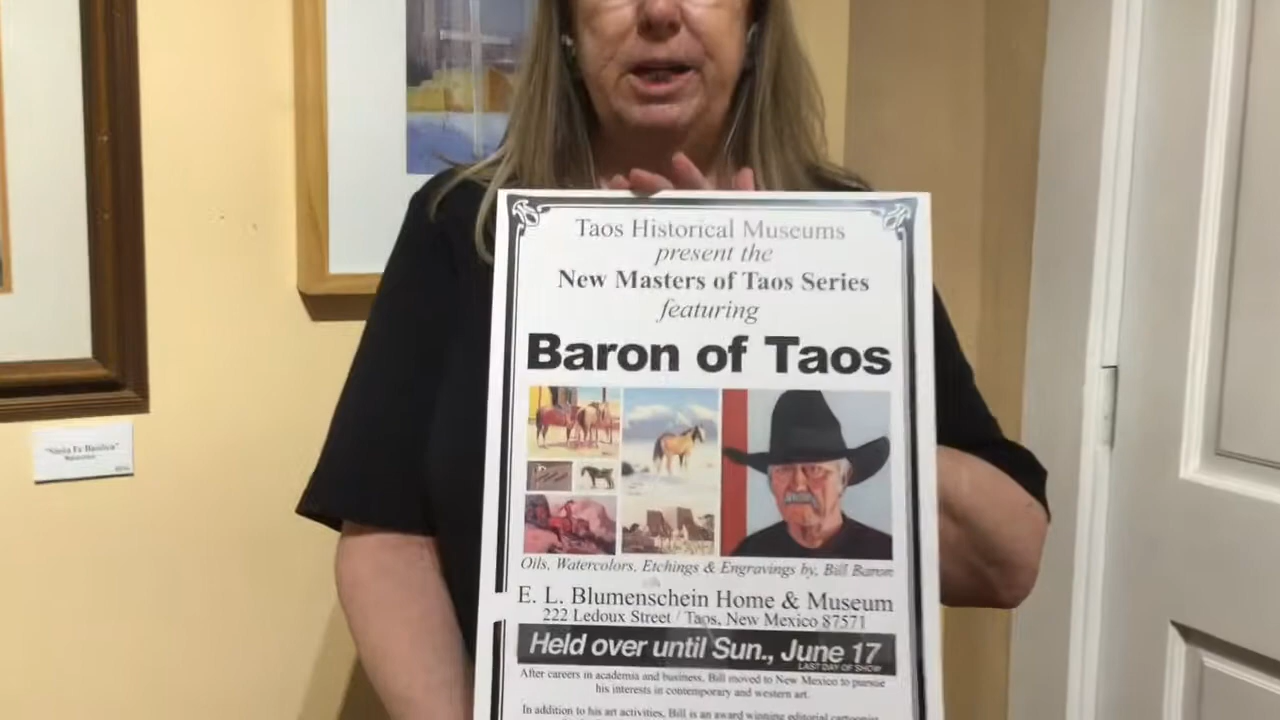 Taos Historical Museums
present the
New Masters of Taos Series
featuring
Baron of Taos
Oils, Watercolors, Etchings & Engravings by, Bill Baron
E. L. Blumenschein Home & Museum
222 Ledoux Street / Taos, New Mexico 87571
Held over until Sun., June 17
LAST DAY OF SHOW
After careers in academia and business, Bill moved to New Mexico to pursue
his interests in contemporary and western art.
In addition to his art activities, Bill is an award winning editorial cartoonist
"Santa Fe Basilica"